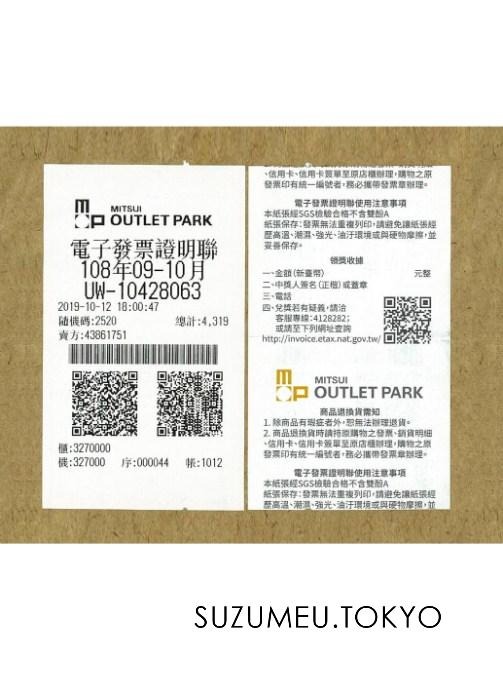 mop MITSUI
OUTLET PARK
電子發票證明聯
108年09-10月
UW-10428063
2019-10-12 18:00:47
隨機碼:2520 總計:4,319
賣方:43861751
櫃:3270000
機:327000 序:000044 帳:1012
、信用卡、信用卡簽單至原店櫃辦理,購物之原
發票印有統一編號者,務必攜帶發票章辦理。
電子發票證明聯使用注意事項
本紙張經SGS檢驗合格不含雙酚A
紙張保存:發票無法重複列印,請避免讓紙張經
歷高溫、潮濕、強光、油汙環境或與硬物摩擦,並
妥善保存。
領獎收據
一、金額(新臺幣) 元整
二、中獎人簽名(正楷)或蓋章
三、電話
四、兌獎若有疑義,請洽
客服專線:4128282;
或請至下列網址查詢
http://invoice.etax.nat.gov.tw/
mop MITSUI
OUTLET PARK
商品退換貨需知
1. 除商品有瑕疵者外,恕無法辦理退貨。
2. 商品退換貨時請持原購物之發票、銷貨明細
、信用卡、信用卡簽單至原店櫃辦理,購物之原
發票印有統一編號者,務必攜帶發票章辦理。
電子發票證明聯使用注意事項
本紙張經SGS檢驗合格不含雙酚A
紙張保存:發票無法重複列印,請避免讓紙張經
歷高溫、潮濕、強光、油汙環境或與硬物摩擦,並
SUZUMEU.TOKYO